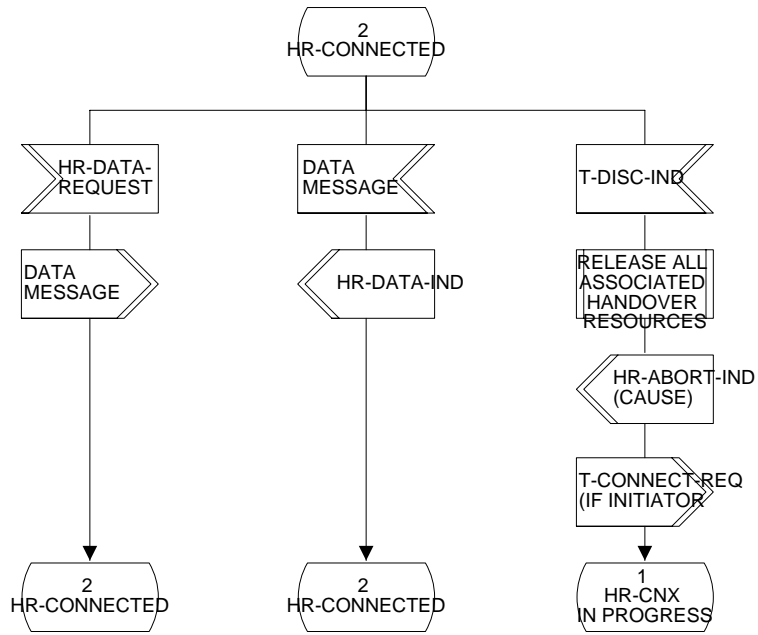 2
HR-CONNECTED
HR-DATA-
REQUEST
DATA
MESSAGE
2
HR-CONNECTED
DATA
MESSAGE
HR-DATA-IND
2
HR-CONNECTED
T-DISC-IND
RELEASE ALL
ASSOCIATED
HANDOVER
RESOURCES
HR-ABORT-IND
(CAUSE)
T-CONNECT-REQ
(IF INITIATOR
1
HR-CNX
IN PROGRESS